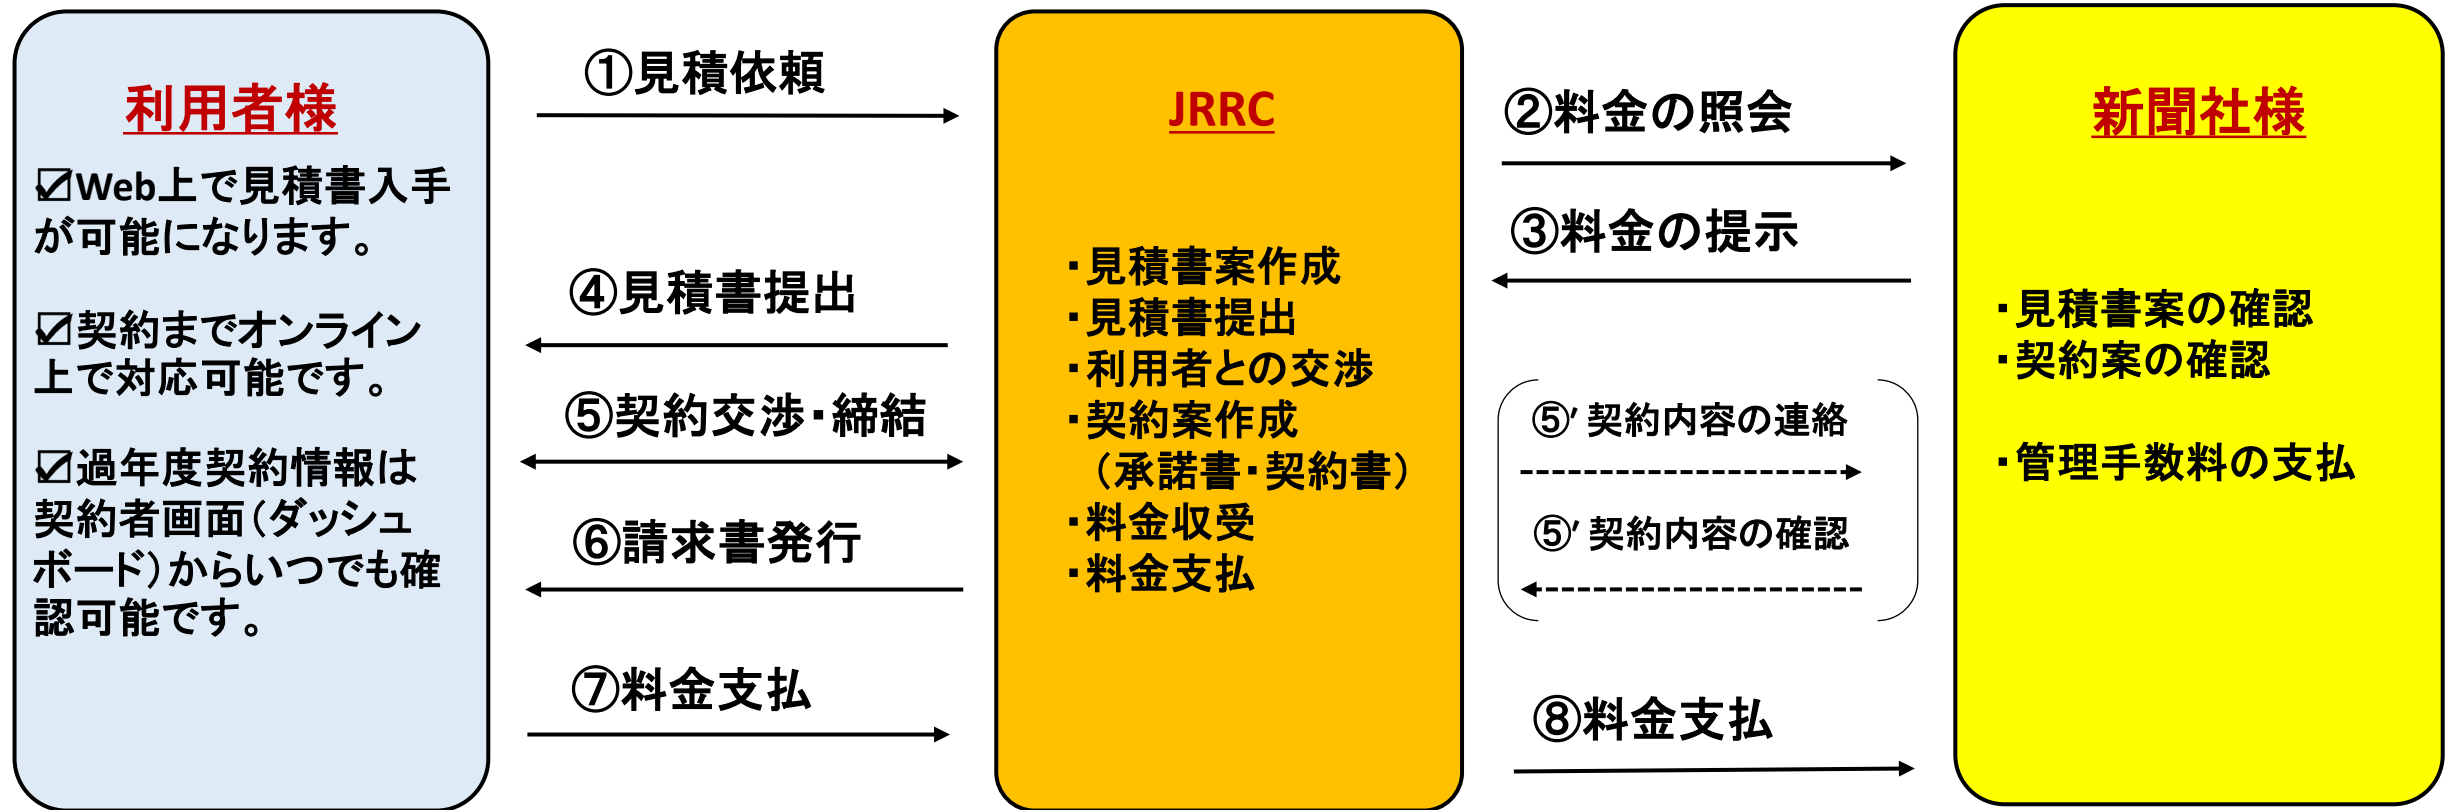 利用者様
☑Web上で見積書入手
が可能になります。
☑契約までオンライン
上で対応可能です。
☑過年度契約情報は
契約者画面（ダッシュ
ボード）からいつでも確
認可能です。
①見積依頼
④見積書提出
⑤契約交渉・締結
⑥請求書発行
⑦料金支払
JRRC
・見積書案作成
・見積書提出
・利用者との交渉
・契約案作成
（承諾書・契約書）
・料金収受
・料金支払
②料金の照会
③料金の提示
⑤’契約内容の連絡
⑤’契約内容の確認
⑧料金支払
新聞社様
・見積書案の確認
・契約案の確認
・管理手数料の支払